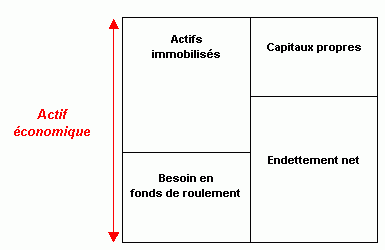 Actif
économique
Actifs
immobilisés
Besoin en
fonds de roulement
Capitaux propres
Endettement net